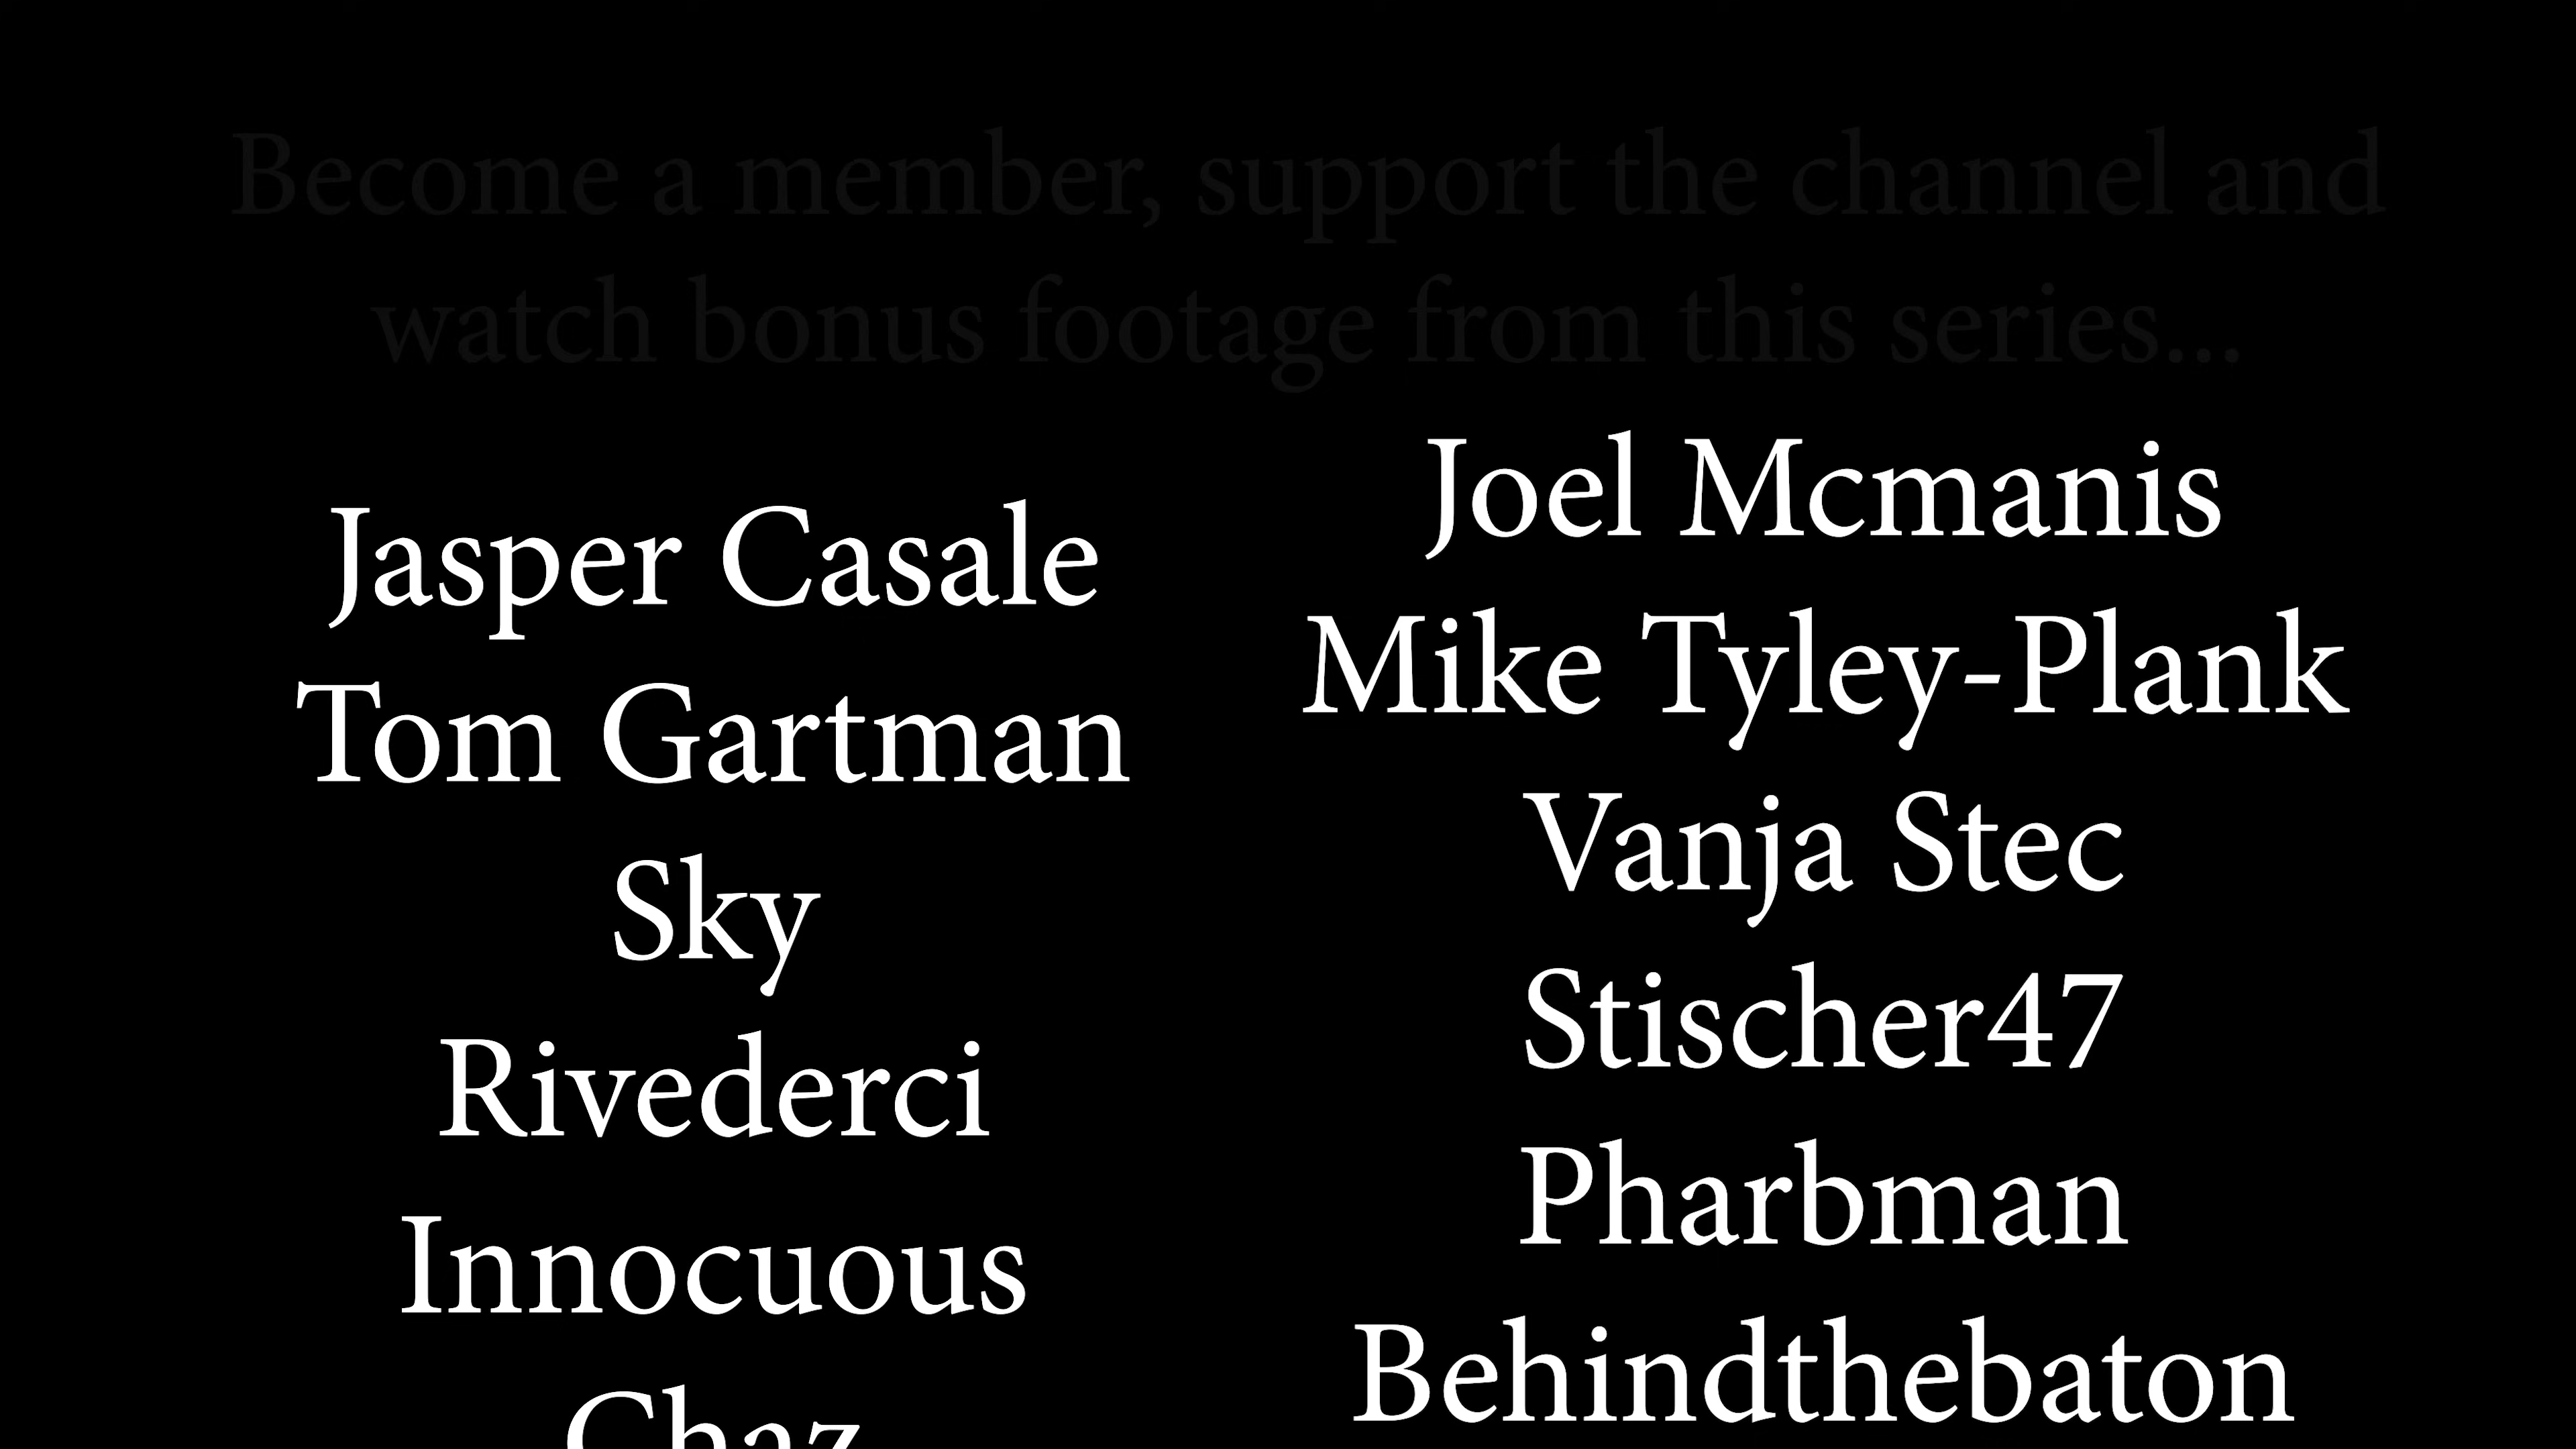 Become a member, support the channel and
watch bonus footage from this series...
Jasper Casale
Tom Gartman
Sky
Rivederci
Innocuous
Chaz
Joel Mcmanis
Mike Tyley-Plank
Vanja Stec
Stischer47
Pharbman
Behindthebaton